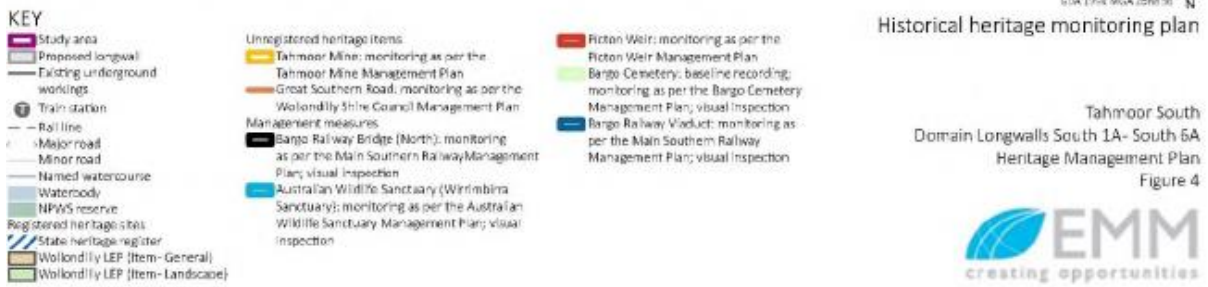 KEY
Study area
Proposed longwall
Existing underground
workings
T Train station
Rail line
Major road
Minor road
Named watercourse
Waterbody
NPWS reserve
Registered heritage sites
State heritage register
Wollondilly LEP (Item- General)
Wollondilly LEP (Item- Landscape)
Unregistered heritage items
Tahmoor Mine: monitoring as per the
Tahmoor Mine Management Plan
Great Southern Road: monitoring as per the
Wollondilly Shire Council Management Plan
Management measures
Bargo Railway Bridge (North): monitoring
as per the Main Southern Railway Management
Plan; visual inspection
Australian Wildlife Sanctuary (Wirrimbirra
Sanctuary): monitoring as per the Australian
Wildlife Sanctuary Management Plan; visual
inspection
Picton Weir: monitoring as per the
Picton Weir Management Plan
Bargo Cemetery: baseline recording;
monitoring as per the Bargo Cemetery
Management Plan; visual inspection
Bargo Railway Viaduct: monitoring as
per the Main Southern Railway
Management Plan; visual inspection
N
Historical heritage monitoring plan
Tahmoor South
Domain Longwalls South 1A- South 6A
Heritage Management Plan
Figure 4
EMM
creating opportunities